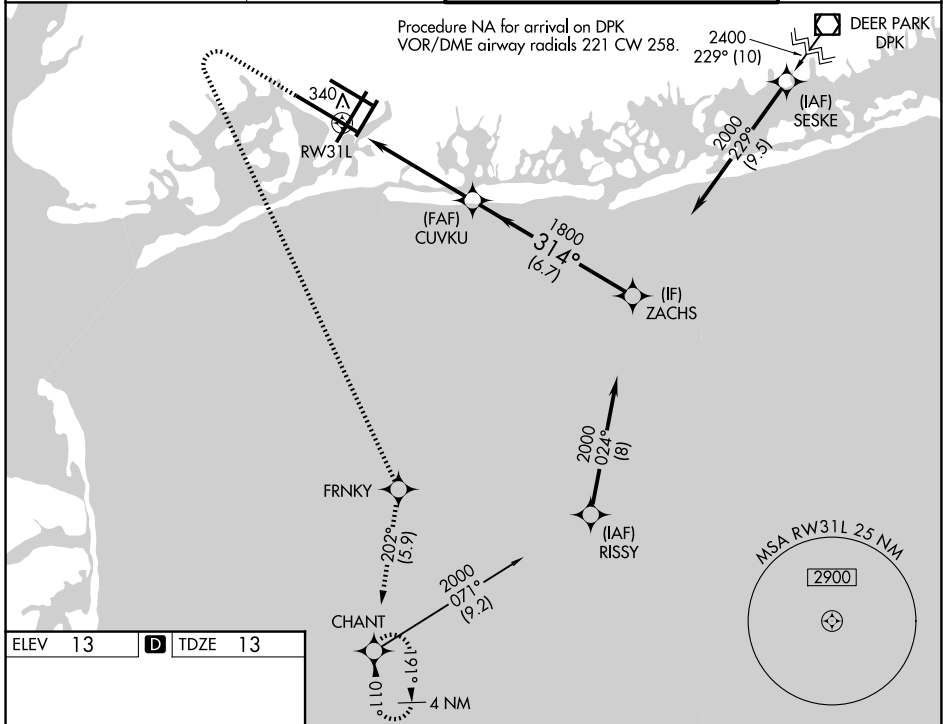 Procedure NA for arrival on DPK
VOR/DME airway radials 221 CW 258.
DEER PARK
DPK
2400
229° (10)
(IAF)
SESKE
2000
229°
(9.5)
340
RW31L
(FAF)
CUVKU
1800
314°
(6.7)
(IF)
ZACHS
2000
024°
(8)
(IAF)
RISSY
FRNKY
202°
(5.9)
2000
071°
(9.2)
CHANT
191°
011°
4 NM
MSA RW31L 25 NM
2900
ELEV 13 D TDZE 13